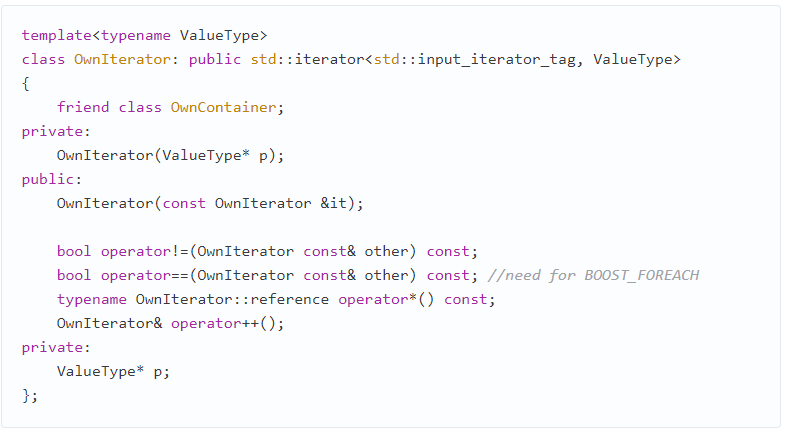 template<typename ValueType>
class OwnIterator: public std::iterator<std::input_iterator_tag, ValueType>
{
    friend class OwnContainer;
private:
    OwnIterator(ValueType* p);
public:
    OwnIterator(const OwnIterator &it);

    bool operator!=(OwnIterator const& other) const;
    bool operator==(OwnIterator const& other) const; //need for BOOST_FOREACH
    typename OwnIterator::reference operator*() const;
    OwnIterator& operator++();
private:
    ValueType* p;
};